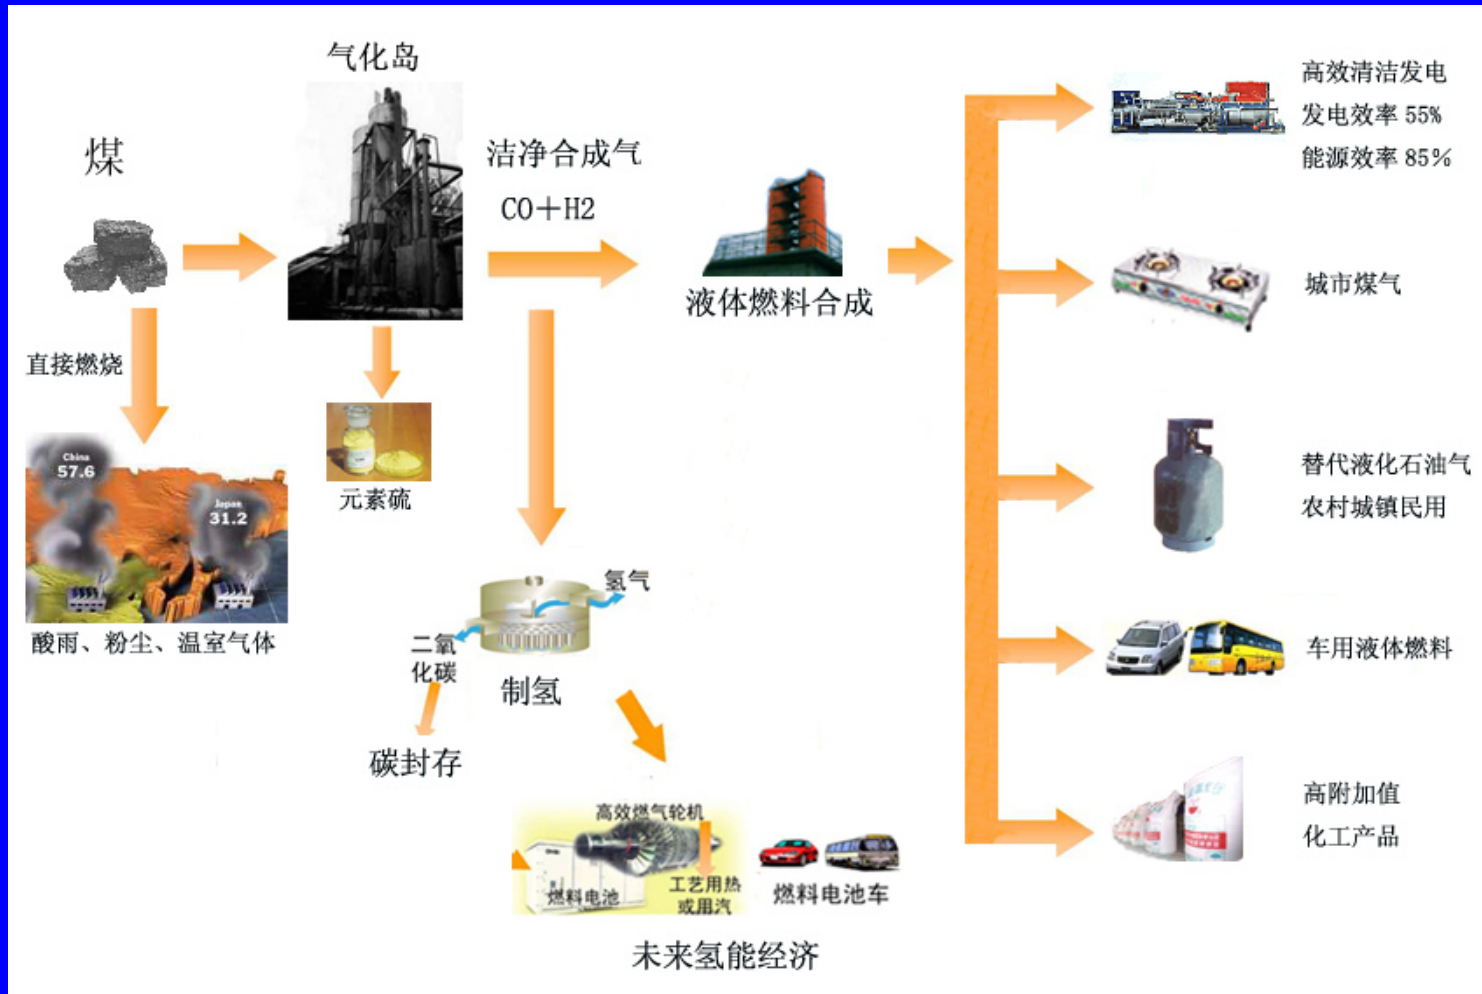 气化岛
煤
洁净合成气
CO+H2
液体燃料合成
高效清洁发电
发电效率 55%
能源效率 85%
城市煤气
替代液化石油气
农村城镇民用
车用液体燃料
高附加值
化工产品
直接燃烧
China
57.6
Japan
31.2
酸雨、粉尘、温室气体
元素硫
氢气
二氧
化碳
制氢
碳封存
高效燃气轮机
燃料电池
工艺用热
或用汽
燃料电池车
未来氢能经济